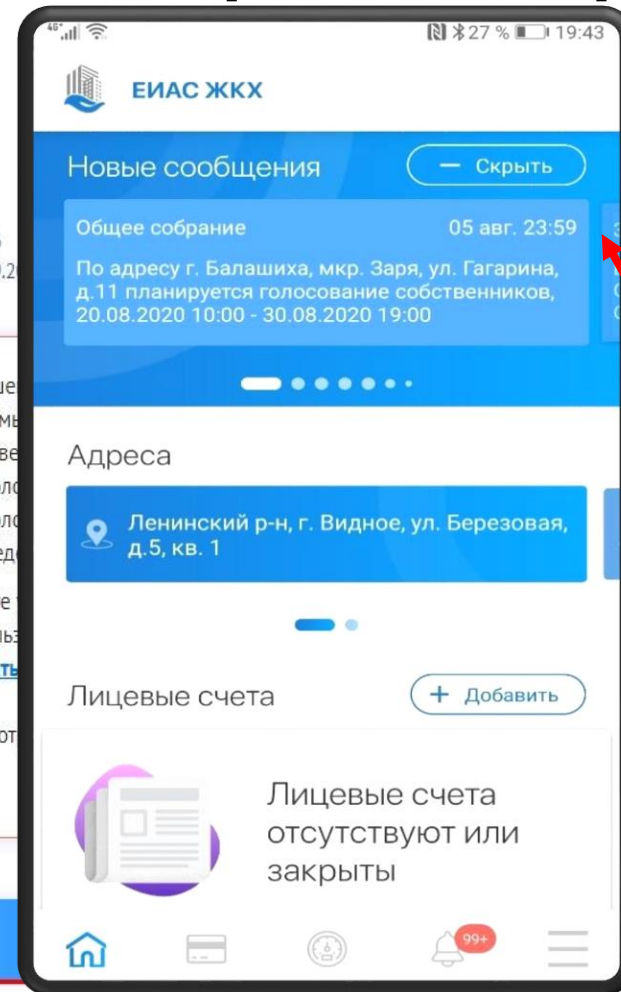 4G+ 27 % 19:43
ЕИАС ЖКХ
Новые сообщения — Скрыть
Общее собрание 05 авг. 23:59
По адресу г. Балашиха, мкр. Заря, ул. Гагарина,
д.11 планируется голосование собственников,
20.08.2020 10:00 - 30.08.2020 19:00
Адреса
Ленинский р-н, г. Видное, ул. Березовая,
д.5, кв. 1
Лицевые счета + Добавить
Лицевые счета
отсутствуют или
закрыты
99+